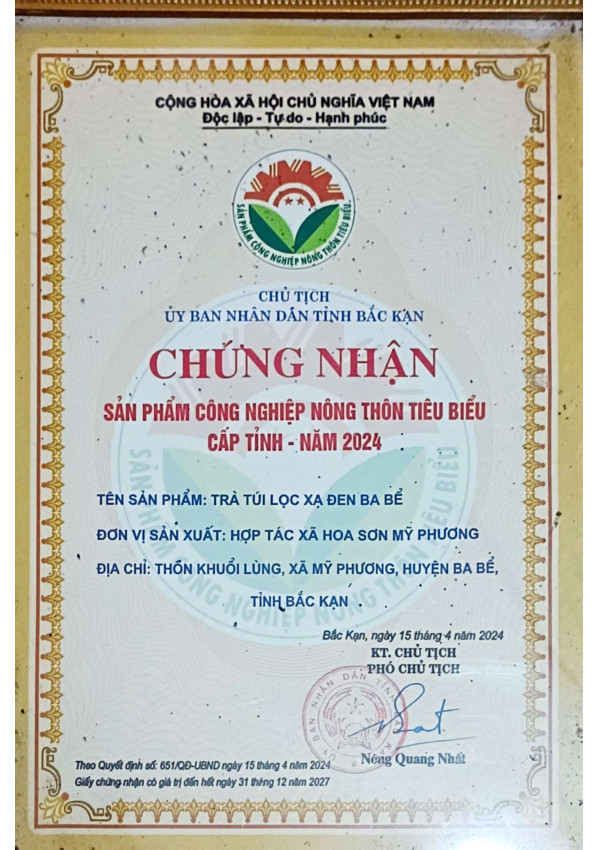 CỘNG HÒA XÃ HỘI CHỦ NGHĨA VIỆT NAM
Độc lập - Tự do - Hạnh phúc
SẢN PHẨM CÔNG NGHIỆP NÔNG THÔN TIÊU BIỂU
CHỦ TỊCH
ỦY BAN NHÂN DÂN TỈNH BẮC KẠN
CHỨNG NHẬN
SẢN PHẨM CÔNG NGHIỆP NÔNG THÔN TIÊU BIỂU
CẤP TỈNH - NĂM 2024
TÊN SẢN PHẨM: TRÀ TÚI LỌC XẠ ĐEN BA BỂ
ĐƠN VỊ SẢN XUẤT: HỢP TÁC XÃ HOA SƠN MỸ PHƯƠNG
ĐỊA CHỈ: THÔN KHUỔI LÙNG, XÃ MỸ PHƯƠNG, HUYỆN BA BỂ,
TỈNH BẮC KẠN
Bắc Kạn, ngày 15 tháng 4 năm 2024
KT. CHỦ TỊCH
PHÓ CHỦ TỊCH
Nông Quang Nhất
Theo Quyết định số: 651/QĐ-UBND ngày 15 tháng 4 năm 2024
Giấy chứng nhận có giá trị đến hết ngày 31 tháng 12 năm 2027